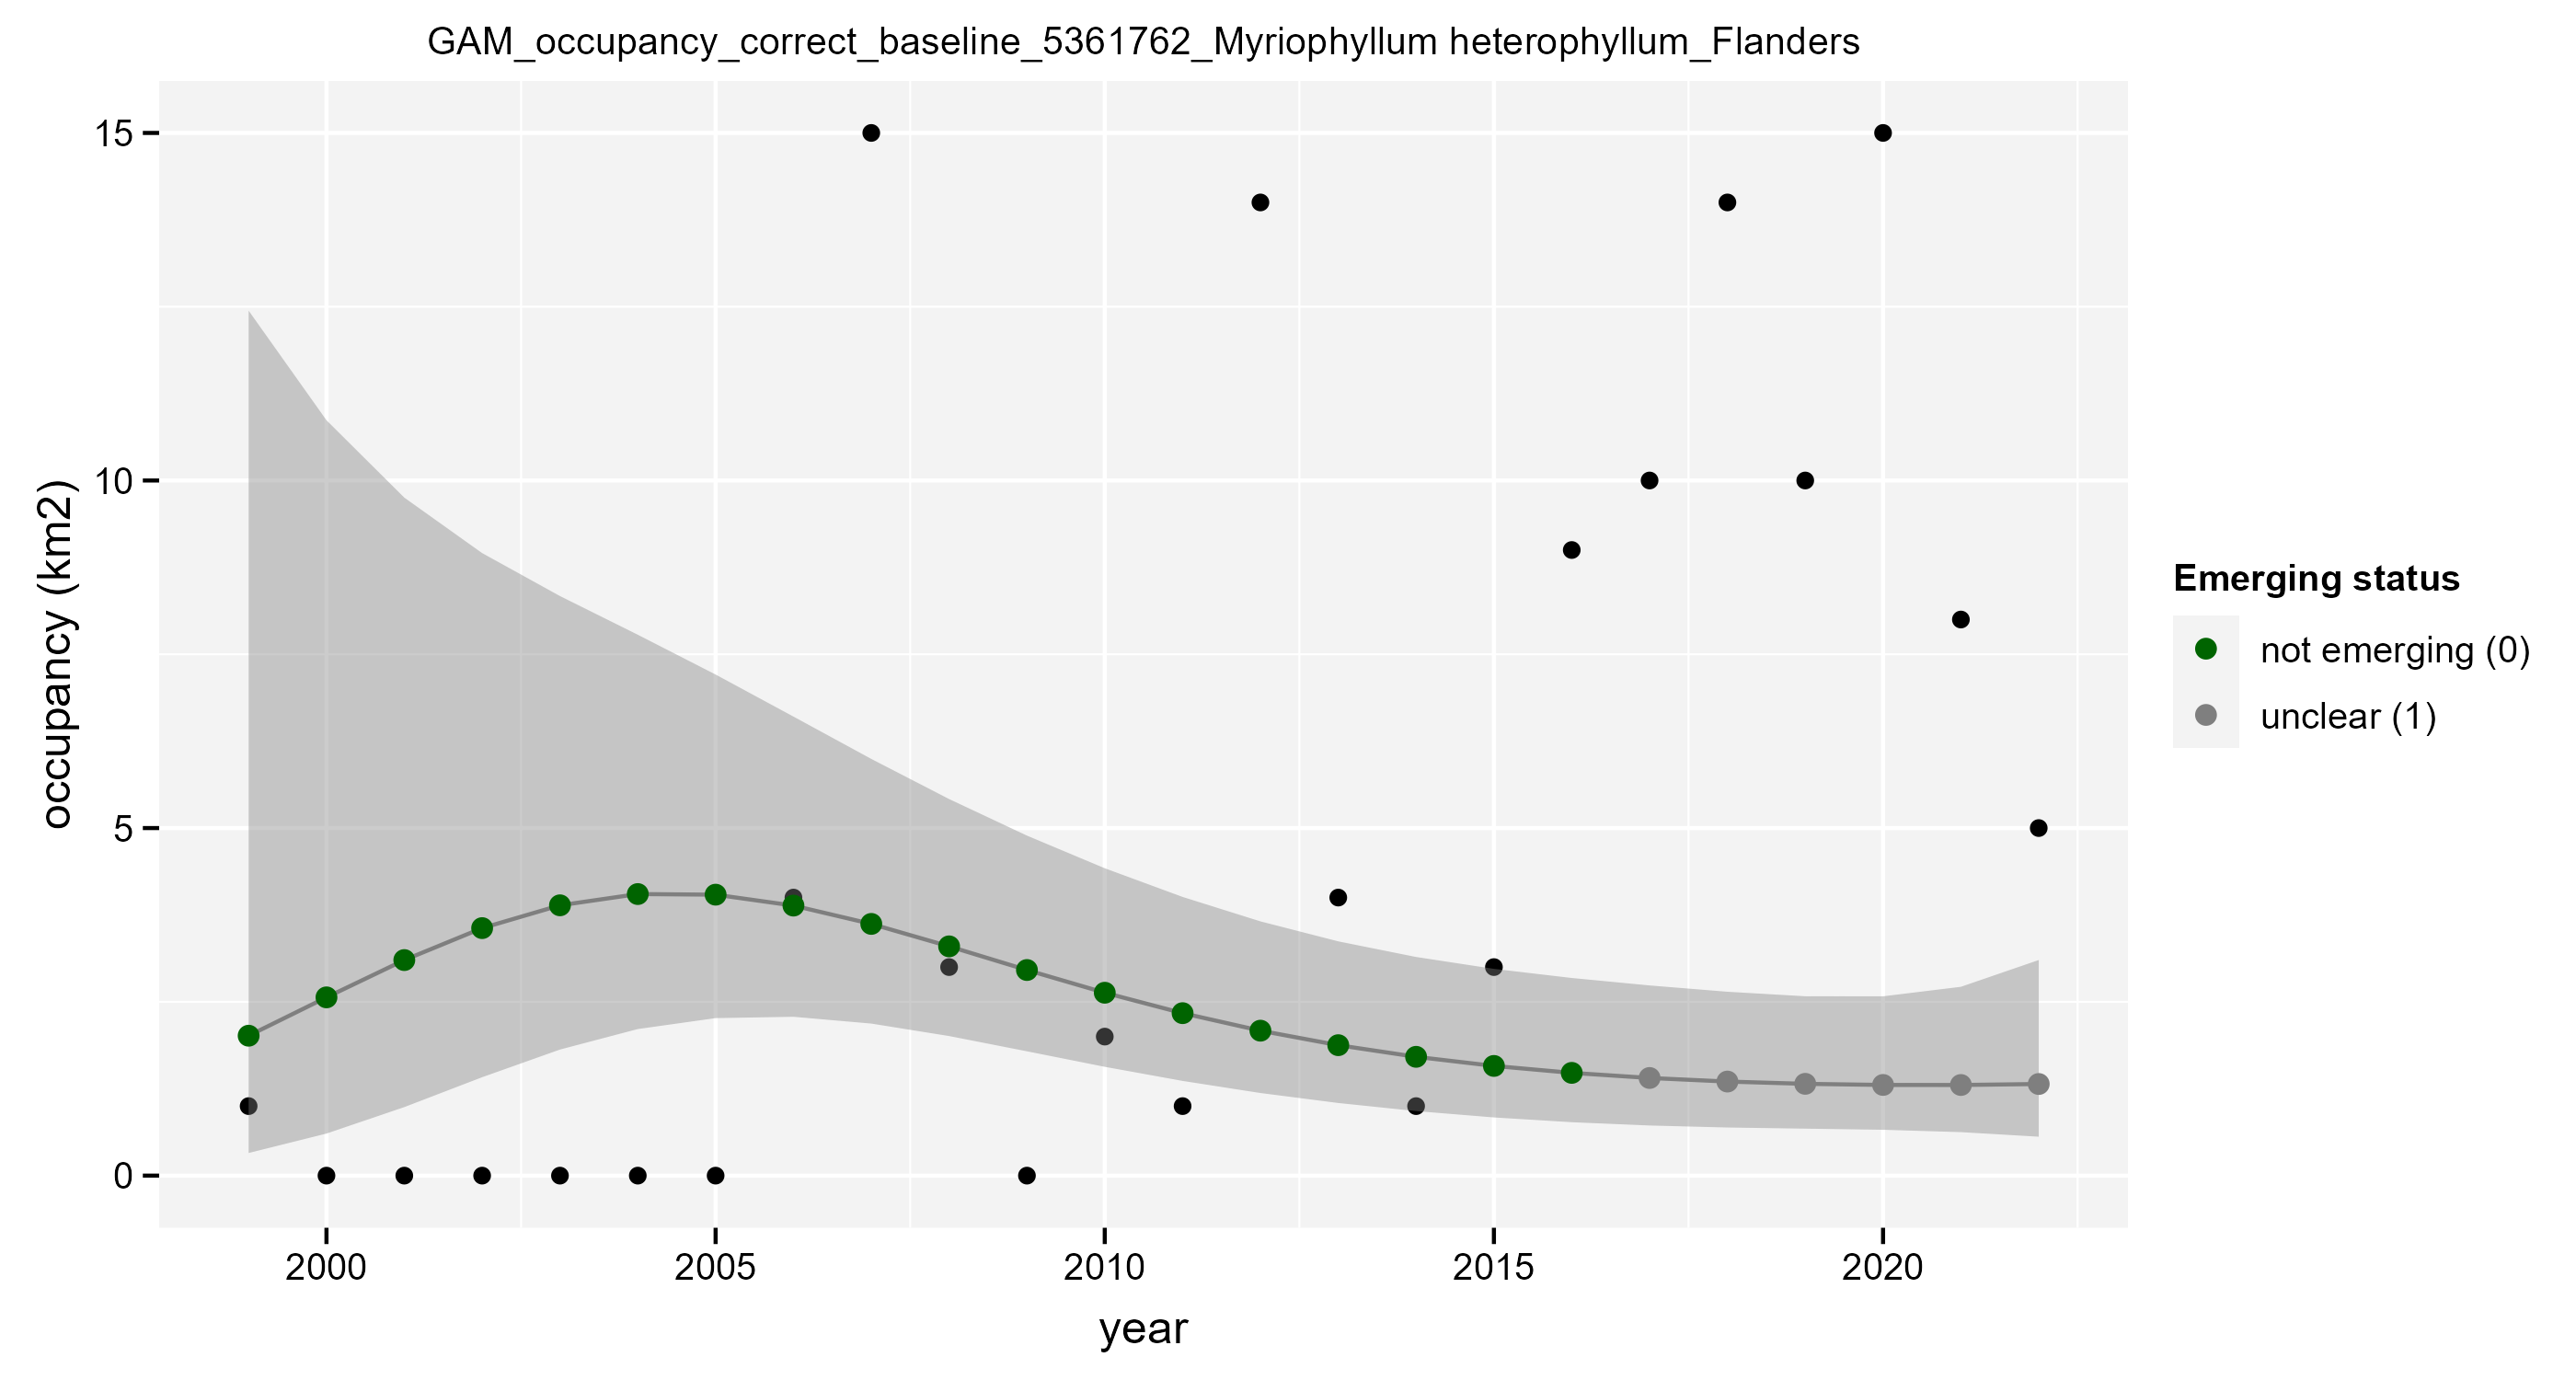 GAM_occupancy_correct_baseline_5361762_Myriophyllum heterophyllum_Flanders
15
10
5
0
occupancy (km2)
2000
2005
2010
2015
2020
year
Emerging status
not emerging (0)
unclear (1)